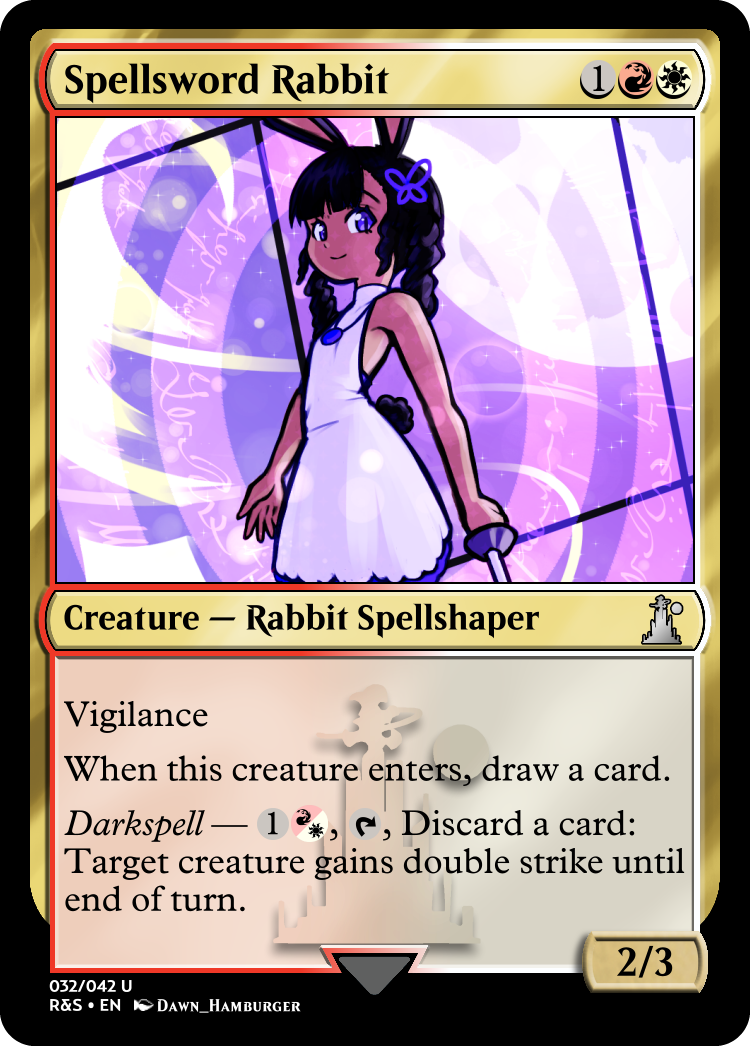 Spellsword Rabbit 1
Creature — Rabbit Spellshaper
Vigilance
When this creature enters, draw a card.
Darkspell — 1 , , Discard a card:
Target creature gains double strike until
end of turn.
2/3
032/042 U
R&S • EN DAWN_HAMBURGER